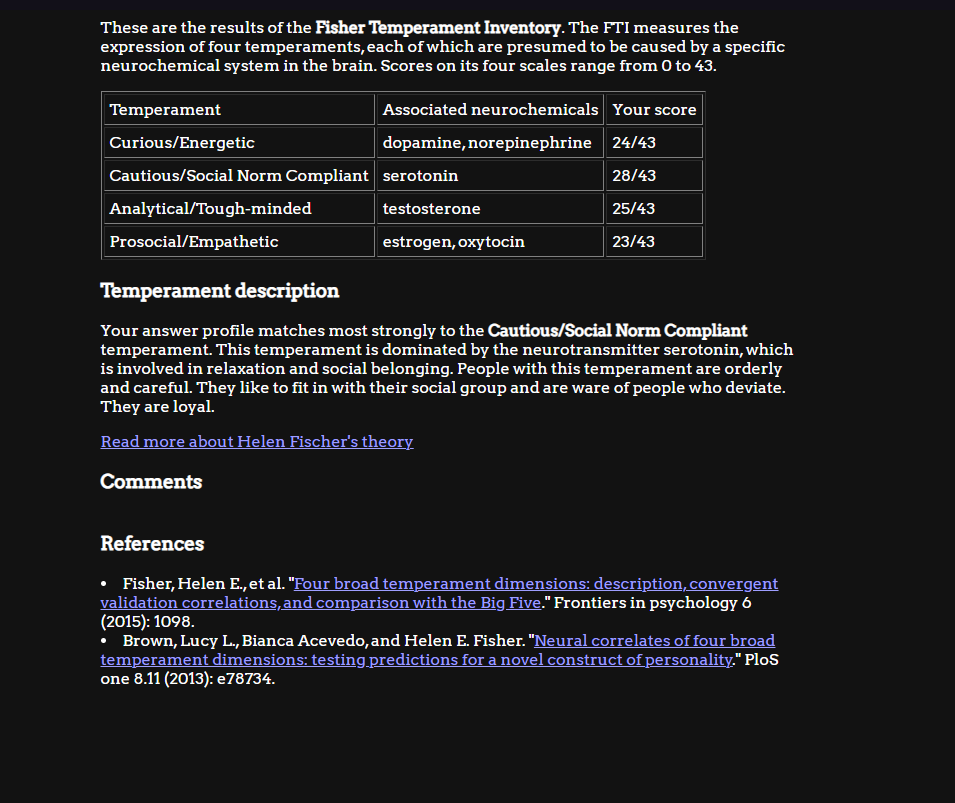 These are the results of the Fisher Temperament Inventory. The FTI measures the
expression of four temperaments, each of which are presumed to be caused by a specific
neurochemical system in the brain. Scores on its four scales range from 0 to 43.
Temperament Associated neurochemicals Your score
Curious/Energetic dopamine, norepinephrine 24/43
Cautious/Social Norm Compliant serotonin 28/43
Analytical/Tough-minded testosterone 25/43
Prosocial/Empathetic estrogen, oxytocin 23/43
Temperament description
Your answer profile matches most strongly to the Cautious/Social Norm Compliant
temperament. This temperament is dominated by the neurotransmitter serotonin, which
is involved in relaxation and social belonging. People with this temperament are orderly
and careful. They like to fit in with their social group and are ware of people who deviate.
They are loyal.
Read more about Helen Fischer's theory
Comments
References
• Fisher, Helen E., et al. "Four broad temperament dimensions: description, convergent
validation correlations, and comparison with the Big Five." Frontiers in psychology 6
(2015): 1098.
• Brown, Lucy L., Bianca Acevedo, and Helen E. Fisher. "Neural correlates of four broad
temperament dimensions: testing predictions for a novel construct of personality." PloS
one 8.11 (2013): e78734.